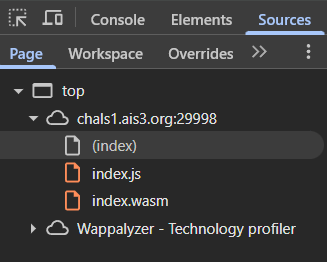 Console Elements Sources
Page Workspace Overrides
top
chals1.ais3.org:29998
(index)
index.js
index.wasm
Wappalyzer - Technology profiler